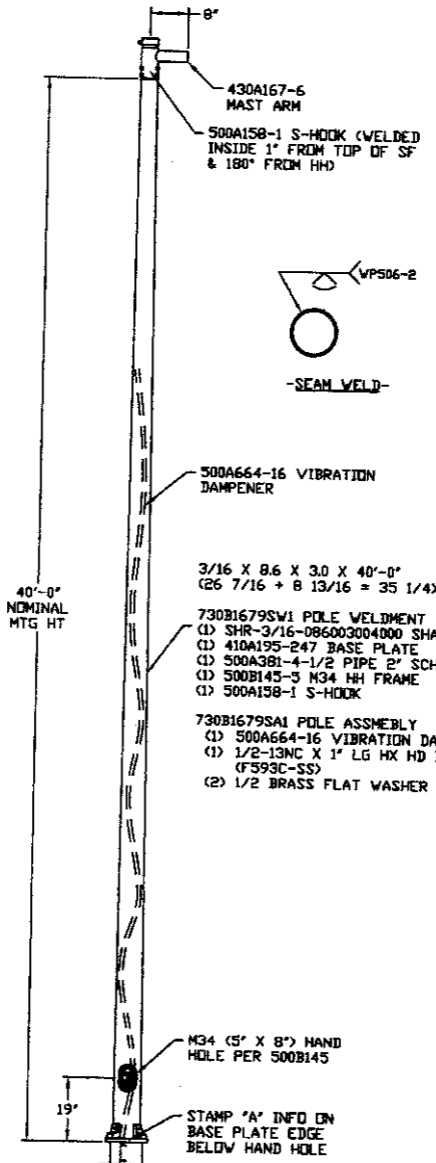 8"
430A167-6
MAST ARM
500A158-1 S-HOOK (WELDED
INSIDE 1" FROM TOP OF SF
& 180° FROM HH)
WPS06-2
-SEAM WELD-
500A664-16 VIBRATION
DAMPENER
3/16 X 8.6 X 3.0 X 40'-0"
(26 7/16 + 8 13/16 = 35 1/4)
40'-0"
NOMINAL
MTG HT
730B1679SW1 POLE WELDMENT
(1) SHR-3/16-086003004000 SHA
(1) 410A195-247 BASE PLATE
(1) 500A381-4-1/2 PIPE 2" SCH
(1) 500B145-5 M34 HH FRAME
(1) 500A158-1 S-HOOK
730B1679SA1 POLE ASSMEBLY
(1) 500A664-16 VIBRATION DA
(1) 1/2-13NC X 1" LG HX HD
(F593C-SS)
(2) 1/2 BRASS FLAT WASHER
M34 (5" X 8") HAND
HOLE PER 500B145
19"
STAMP "A" INFO ON
BASE PLATE EDGE
BELOW HAND HOLE